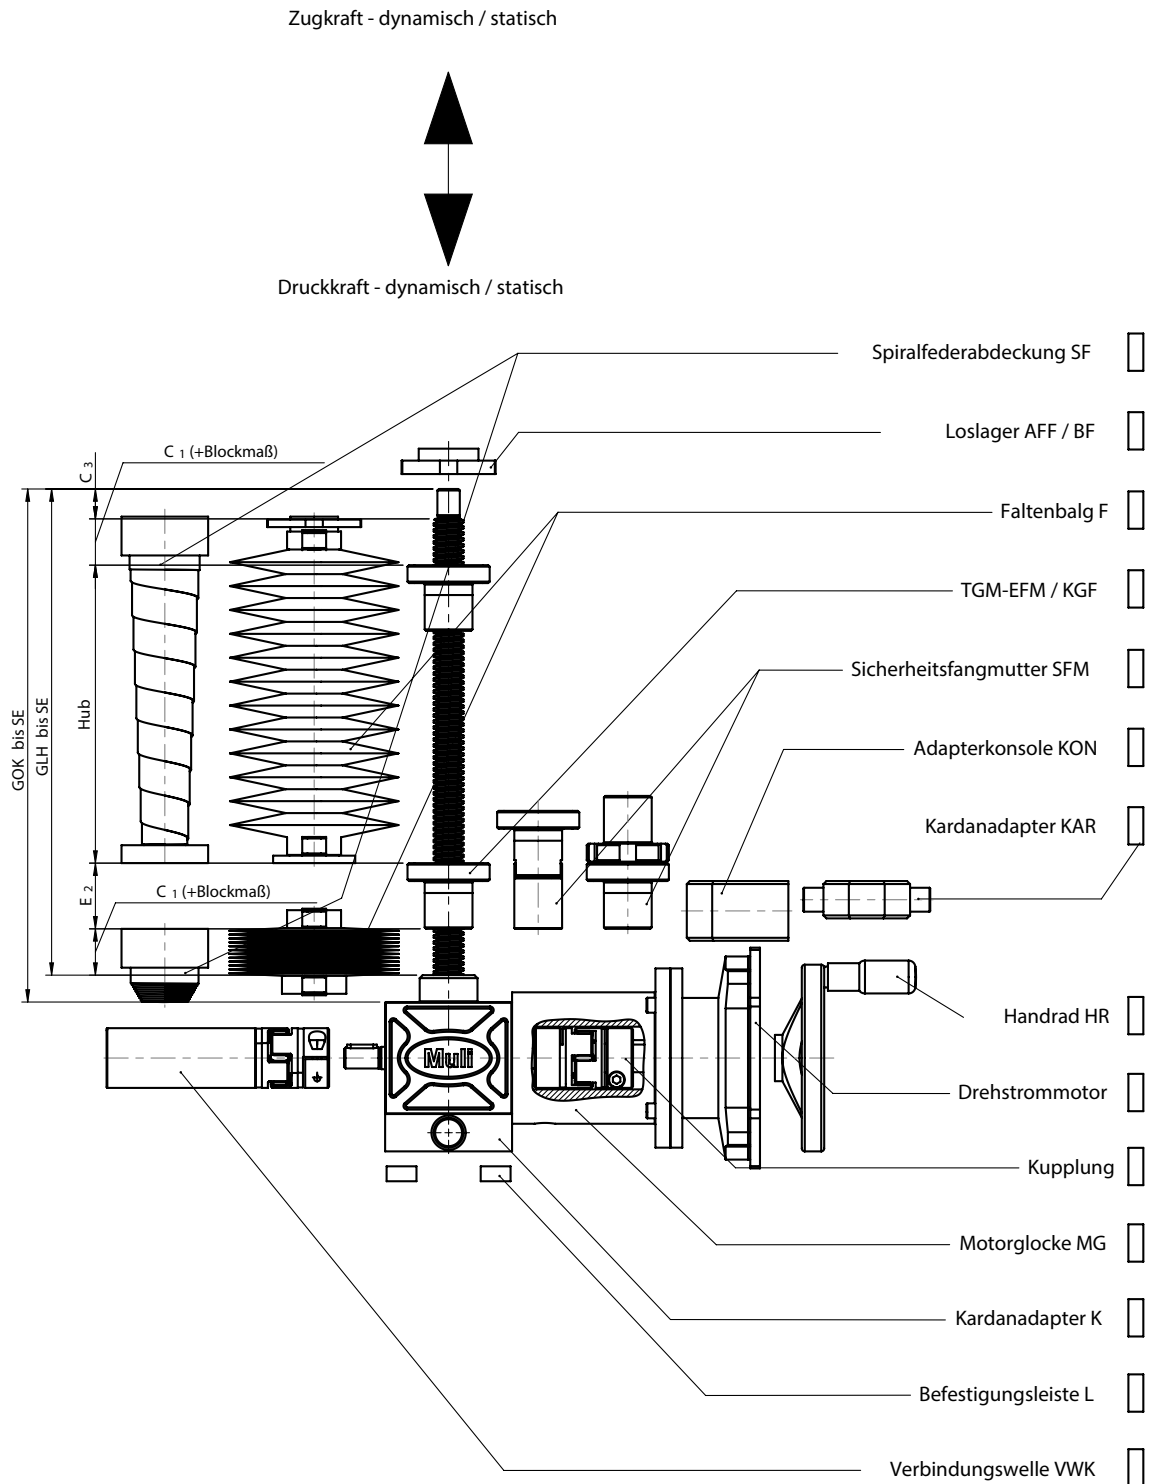 Zugkraft - dynamisch / statisch
Druckkraft - dynamisch / statisch
Spiralfederabdeckung SF
Loslager AFF / BF
C 1 (+Blockmaß)
C 3
Faltenbalg F
TGM-EFM / KGF
Sicherheitsfangmutter SFM
GOK bis SE
GLH bis SE
Hub
Adapterkonsole KON
Kardanadapter KAR
E 2
C 1 (+Blockmaß)
Handrad HR
Muli
Drehstrommotor
Kupplung
Motorglocke MG
Kardanadapter K
Befestigungsleiste L
Verbindungswelle VWK